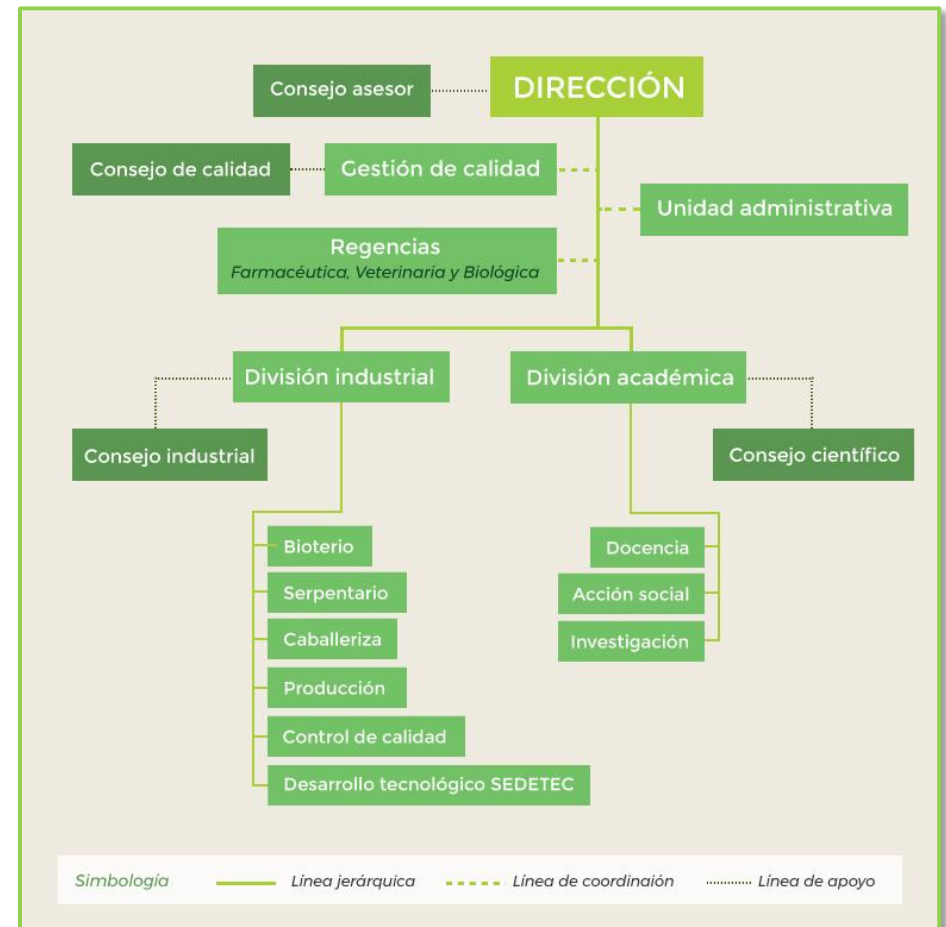 DIRECCIÓN
Consejo asesor
Consejo de calidad
Gestión de calidad
Unidad administrativa
Regencias
Farmacéutica, Veterinaria y Biológica
División industrial
División académica
Consejo industrial
Consejo científico
Bioterio
Serpentario
Caballeriza
Producción
Control de calidad
Desarrollo tecnológico SEDETEC
Docencia
Acción social
Investigación
Simbología
Línea jerárquica
Línea de coordinaión
Línea de apoyo